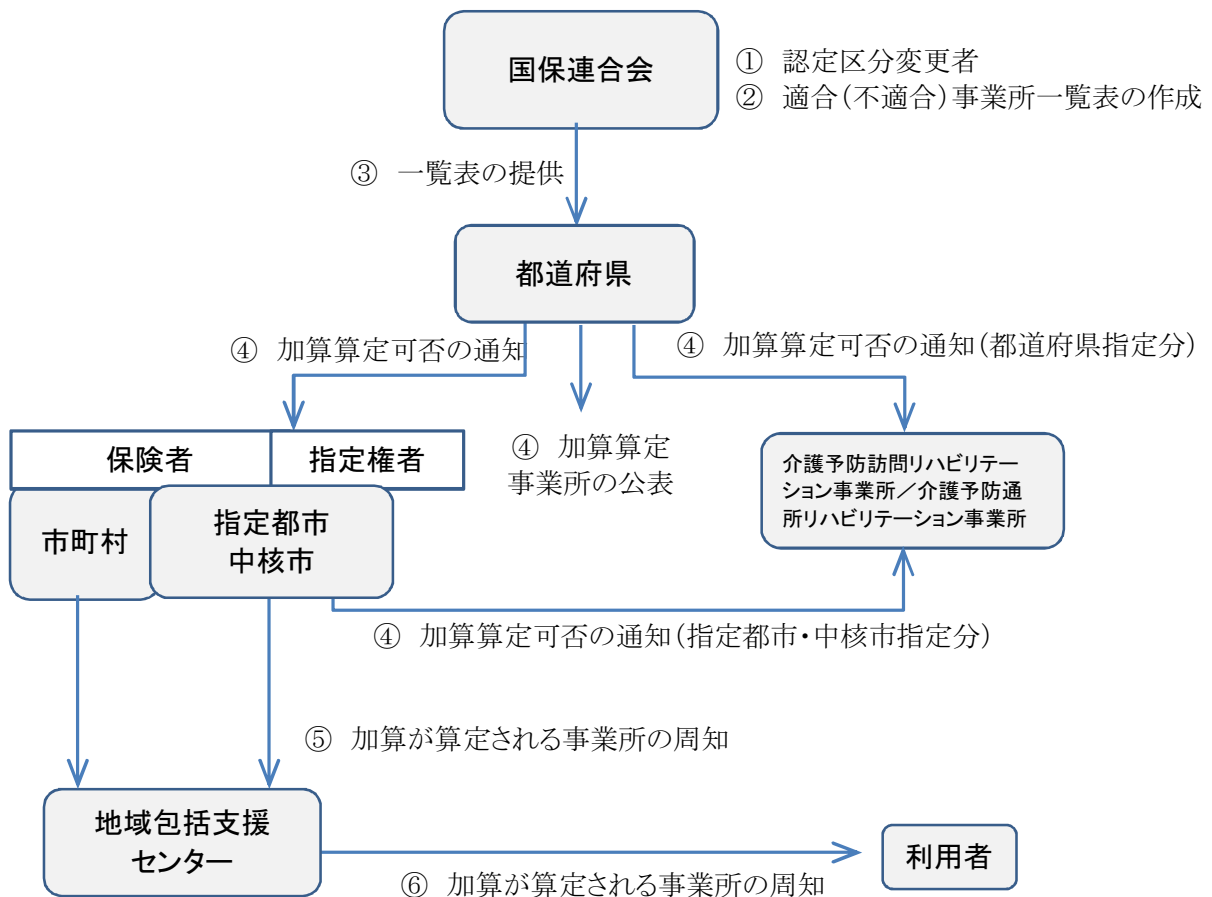 国保連合会
① 認定区分変更者
② 適合(不適合)事業所一覧表の作成
③ 一覧表の提供
都道府県
④ 加算算定可否の通知
④ 加算算定可否の通知(都道府県指定分)
保険者
指定権者
④ 加算算定
事業所の公表
介護予防訪問リハビリテー
ション事業所／介護予防通
所リハビリテーション事業所
市町村
指定都市
中核市
④ 加算算定可否の通知(指定都市・中核市指定分)
⑤ 加算が算定される事業所の周知
地域包括支援
センター
利用者
⑥ 加算が算定される事業所の周知